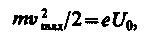 mv²max/2 = eU₀,